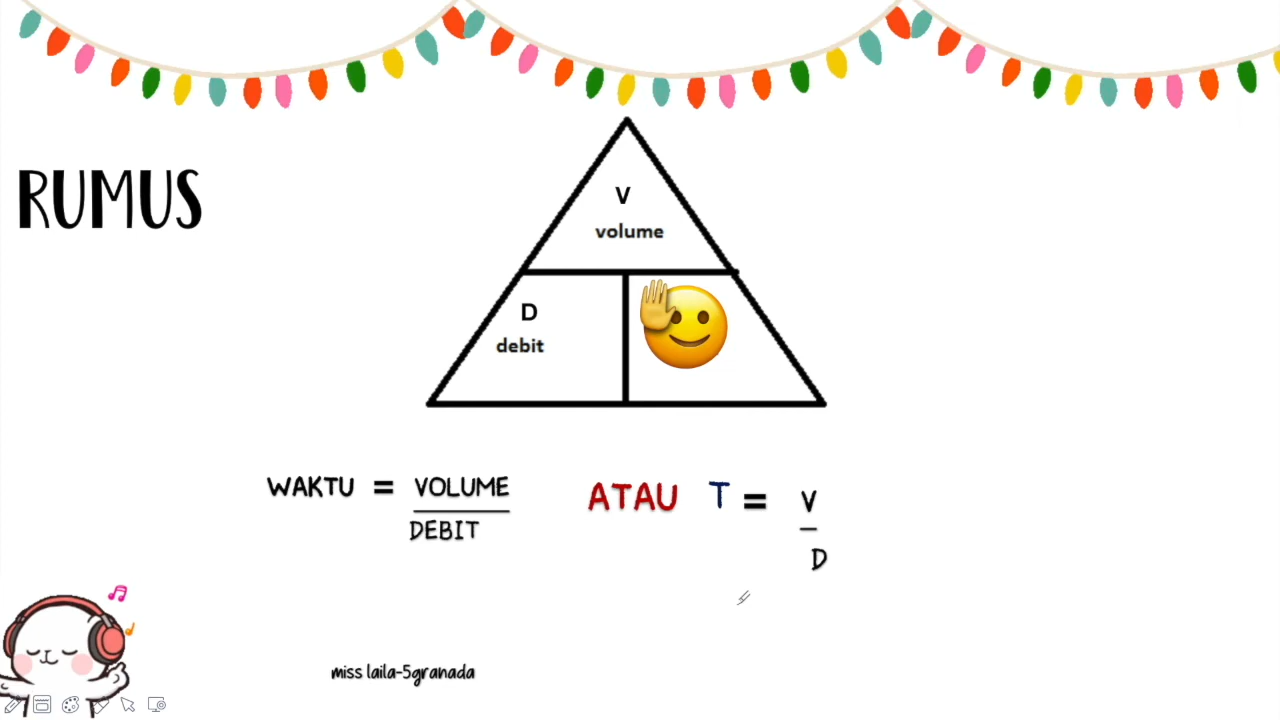 RUMUS
V
volume
D
debit
WAKTU = VOLUME
DEBIT
ATAU T = V
D
miss laila-5granada